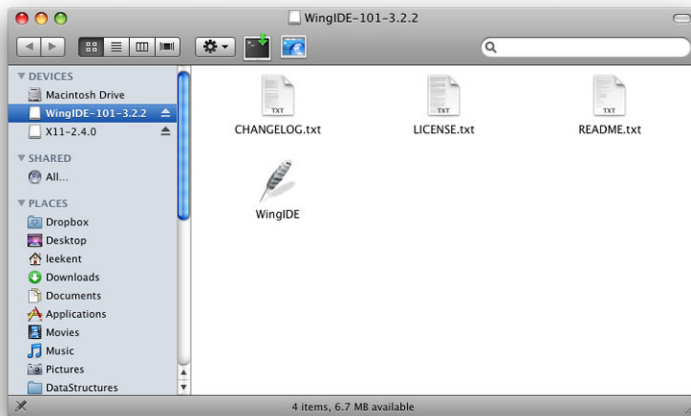 WingIDE-101-3.2.2
DEVICES
Macintosh Drive
WingIDE-101-3.2.2
X11-2.4.0
SHARED
All...
PLACES
Dropbox
Desktop
leekent
Downloads
Documents
Applications
Movies
Music
Pictures
DataStructures
TXT
CHANGELOG.txt
TXT
LICENSE.txt
TXT
README.txt
WingIDE
4 items, 6.7 MB available